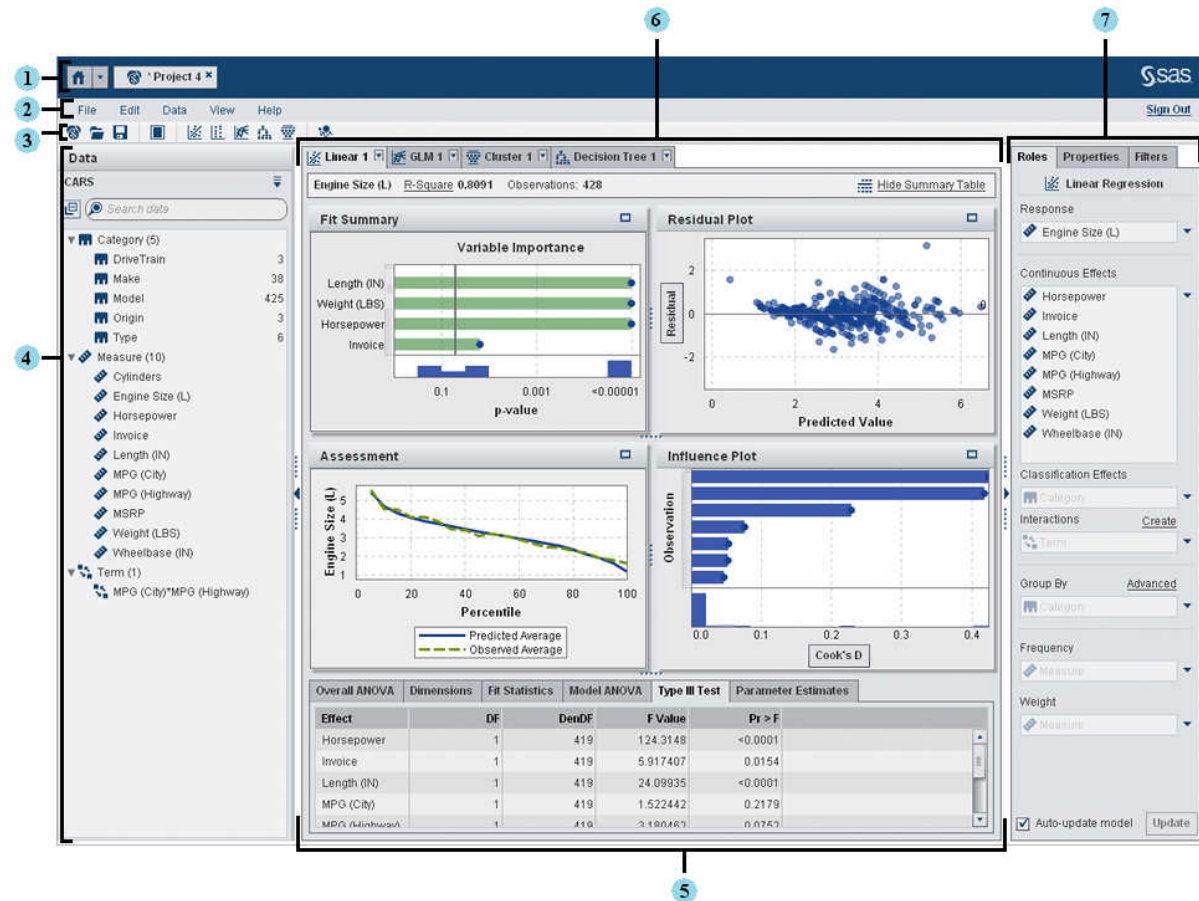 6
7
1
* Project 4 ×
sas
2
File Edit Data View Help
Sign Out
3
Data
CARS
Search data
Category (5)
DriveTrain 3
Make 38
Model 425
Origin 3
Type 6
4
Measure (10)
Cylinders
Engine Size (L)
Horsepower
Invoice
Length (IN)
MPG (City)
MPG (Highway)
MSRP
Weight (LBS)
Wheelbase (IN)
Term (1)
MPG (City)*MPG (Highway)
Linear 1 GLM 1 Cluster 1 Decision Tree 1
Engine Size (L) R-Square 0.8091 Observations: 428 Hide Summary Table
Fit Summary
Variable Importance
Length (IN)
Weight (LBS)
Horsepower
Invoice
0.1 0.001 <0.00001
p-value
Residual Plot
Residual
2
0
-2
0
0 2 4 6
Predicted Value
Assessment
Engine Size (L)
5
4
3
2
1
0 20 40 60 80 100
Percentile
Predicted Average
Observed Average
Influence Plot
Observation
0.0 0.1 0.2 0.3 0.4
Cook's D
Overall ANOVA Dimensions Fit Statistics Model ANOVA Type III Test Parameter Estimates
Effect DF DenDF F Value Pr > F
Horsepower 1 419 124.3148 <0.0001
Invoice 1 419 5.917407 0.0154
Length (IN) 1 419 24.09935 <0.0001
MPG (City) 1 419 1.522442 0.2179
MPG (Highway) 1 419 3.180462 0.0752
5
Roles Properties Filters
Linear Regression
Response
Engine Size (L)
Continuous Effects
Horsepower
Invoice
Length (IN)
MPG (City)
MPG (Highway)
MSRP
Weight (LBS)
Wheelbase (IN)
Classification Effects
Category
Interactions Create
Term
Group By Advanced
Category
Frequency
Measure
Weight
Measure
Auto-update model Update